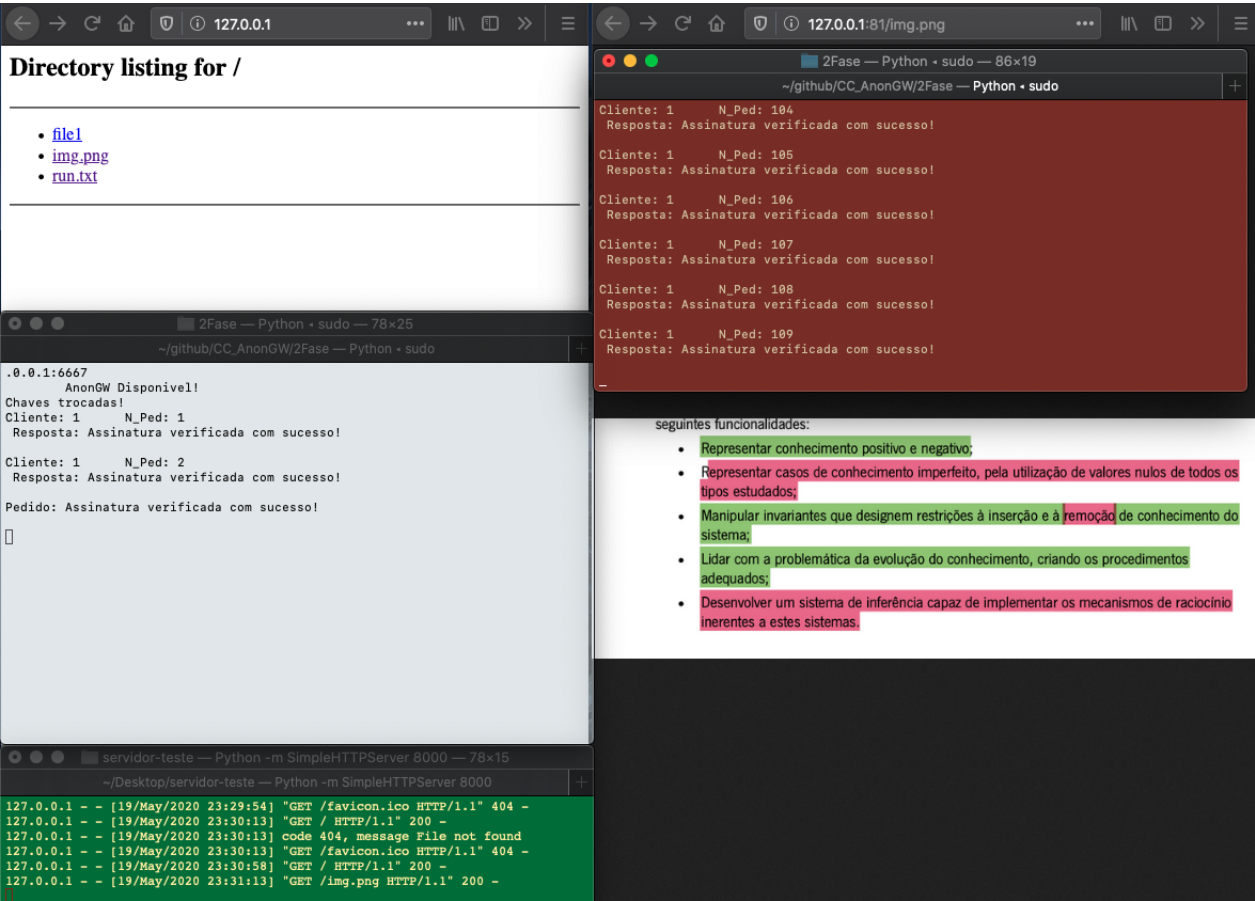 127.0.0.1
Directory listing for /
file1
img.png
run.txt
127.0.0.1:81/img.png
2Fase — Python ◂ sudo — 86×19
~/github/CC_AnonGW/2Fase — Python ◂ sudo
Cliente: 1 N_Ped: 104
Resposta: Assinatura verificada com sucesso!
Cliente: 1 N_Ped: 105
Resposta: Assinatura verificada com sucesso!
Cliente: 1 N_Ped: 106
Resposta: Assinatura verificada com sucesso!
Cliente: 1 N_Ped: 107
Resposta: Assinatura verificada com sucesso!
Cliente: 1 N_Ped: 108
Resposta: Assinatura verificada com sucesso!
Cliente: 1 N_Ped: 109
Resposta: Assinatura verificada com sucesso!
2Fase — Python ◂ sudo — 78×25
~/github/CC_AnonGW/2Fase — Python ◂ sudo
.0.0.1:6667
AnonGW Disponivel!
Chaves trocadas!
Cliente: 1 N_Ped: 1
Resposta: Assinatura verificada com sucesso!
Cliente: 1 N_Ped: 2
Resposta: Assinatura verificada com sucesso!
Pedido: Assinatura verificada com sucesso!
seguintes funcionalidades:
• Representar conhecimento positivo e negativo;
• Representar casos de conhecimento imperfeito, pela utilização de valores nulos de todos os
tipos estudados;
• Manipular invariantes que designem restrições à inserção e à remoção de conhecimento do
sistema;
• Lidar com a problemática da evolução do conhecimento, criando os procedimentos
adequados;
• Desenvolver um sistema de inferência capaz de implementar os mecanismos de raciocínio
inerentes a estes sistemas.
servidor-teste — Python -m SimpleHTTPServer 8000 — 78×15
~/Desktop/servidor-teste — Python -m SimpleHTTPServer 8000
127.0.0.1 - - [19/May/2020 23:29:54] "GET /favicon.ico HTTP/1.1" 404 -
127.0.0.1 - - [19/May/2020 23:30:13] "GET / HTTP/1.1" 200 -
127.0.0.1 - - [19/May/2020 23:30:13] code 404, message File not found
127.0.0.1 - - [19/May/2020 23:30:13] "GET /favicon.ico HTTP/1.1" 404 -
127.0.0.1 - - [19/May/2020 23:30:58] "GET / HTTP/1.1" 200 -
127.0.0.1 - - [19/May/2020 23:31:13] "GET /img.png HTTP/1.1" 200 -